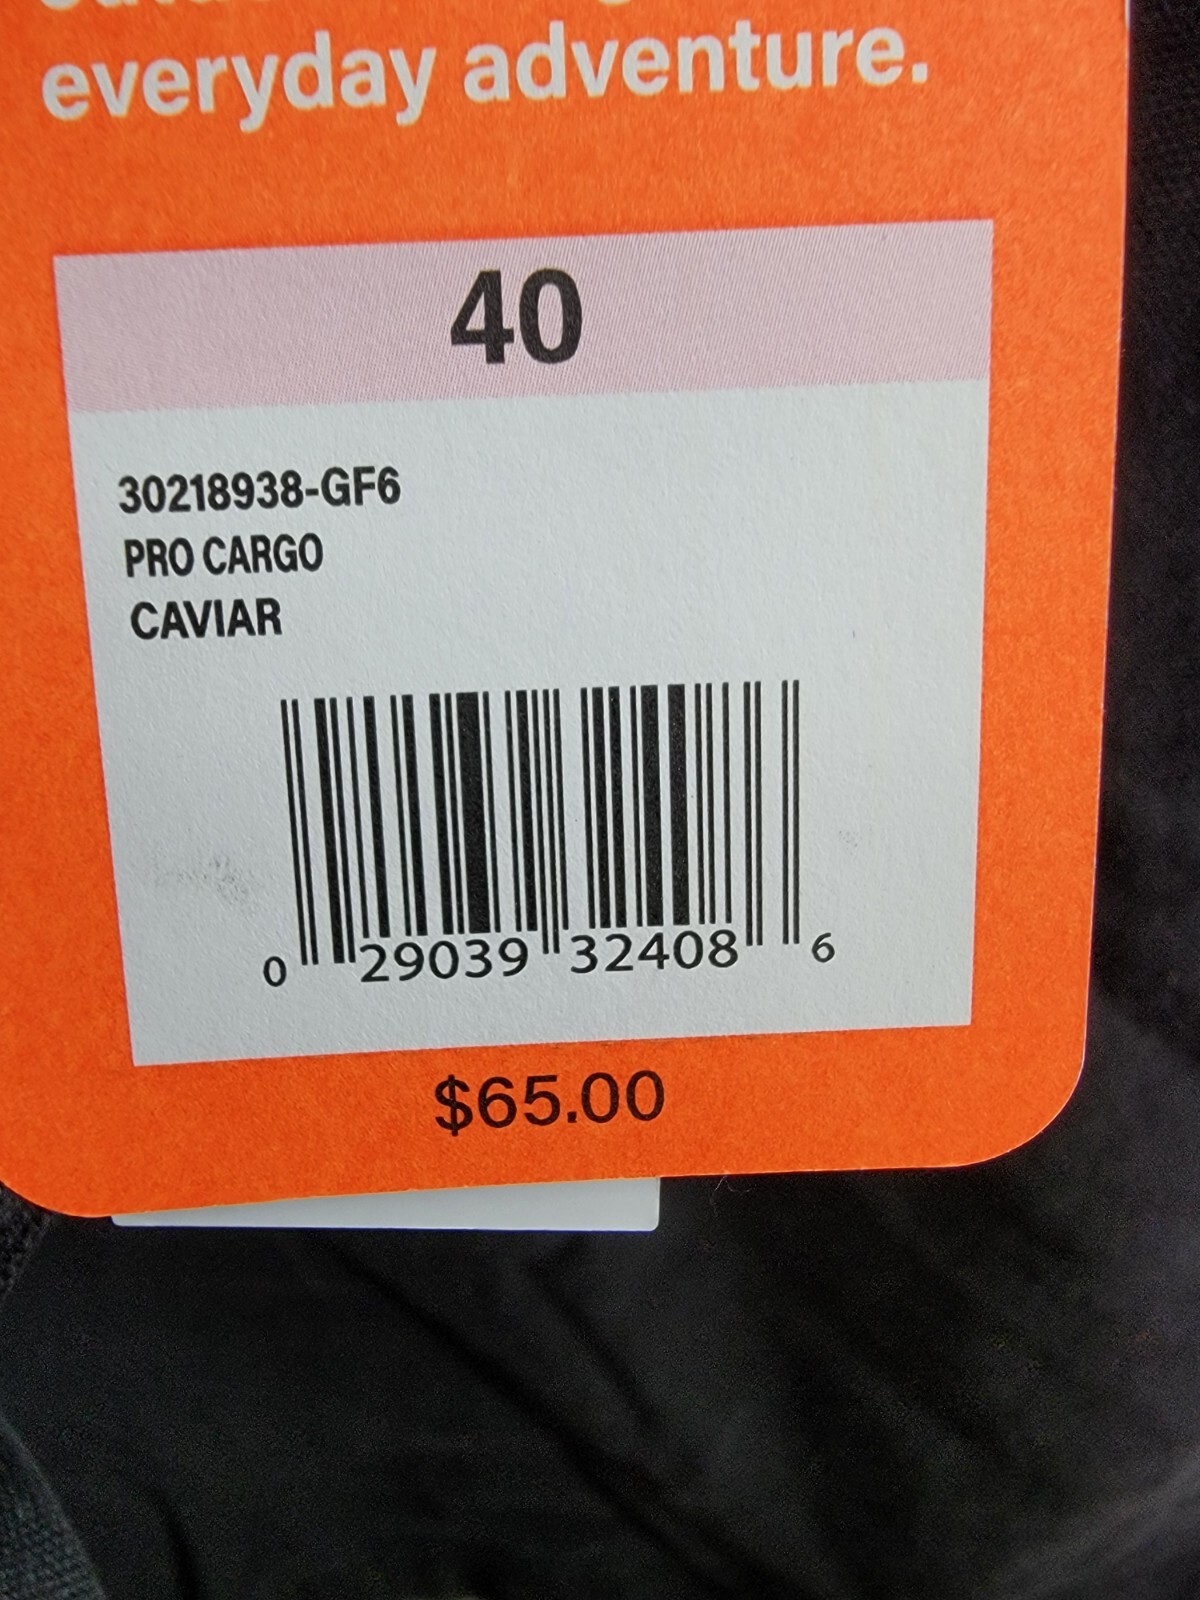 everyday adventure.
40
30218938-GF6
PRO CARGO
CAVIAR
0 29039 32408 6
$65.00